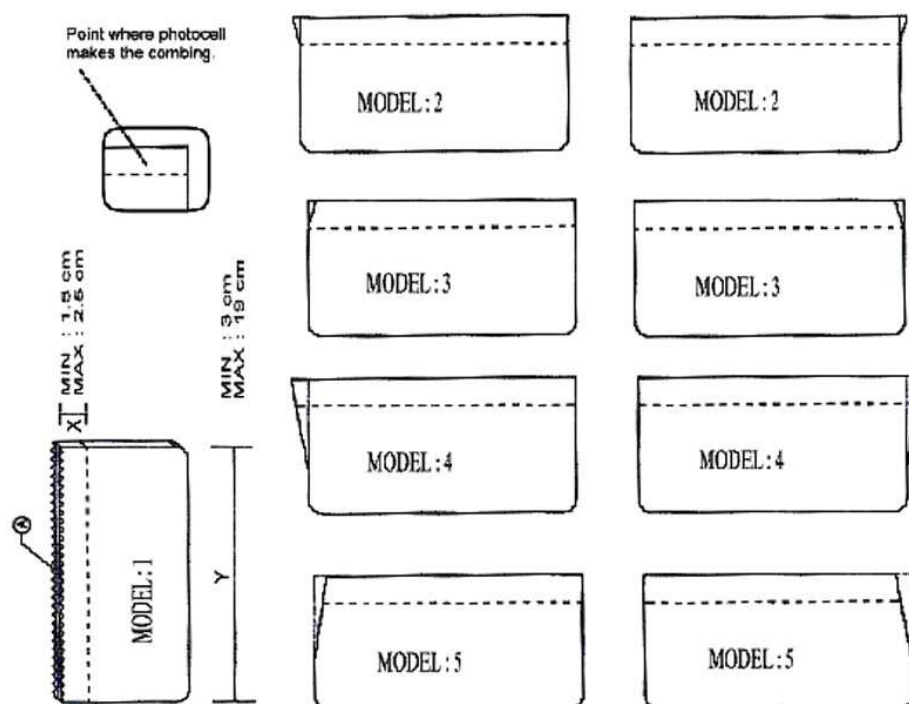 Point where photocell
makes the combing.
MODEL:2
MODEL:2
MODEL:3
MODEL:3
MIN : 1.5 cm
MAX : 2.5 cm
MIN : 3 cm
MAX : 19 cm
X
A
MODEL:1
Y
MODEL:4
MODEL:4
MODEL:5
MODEL:5